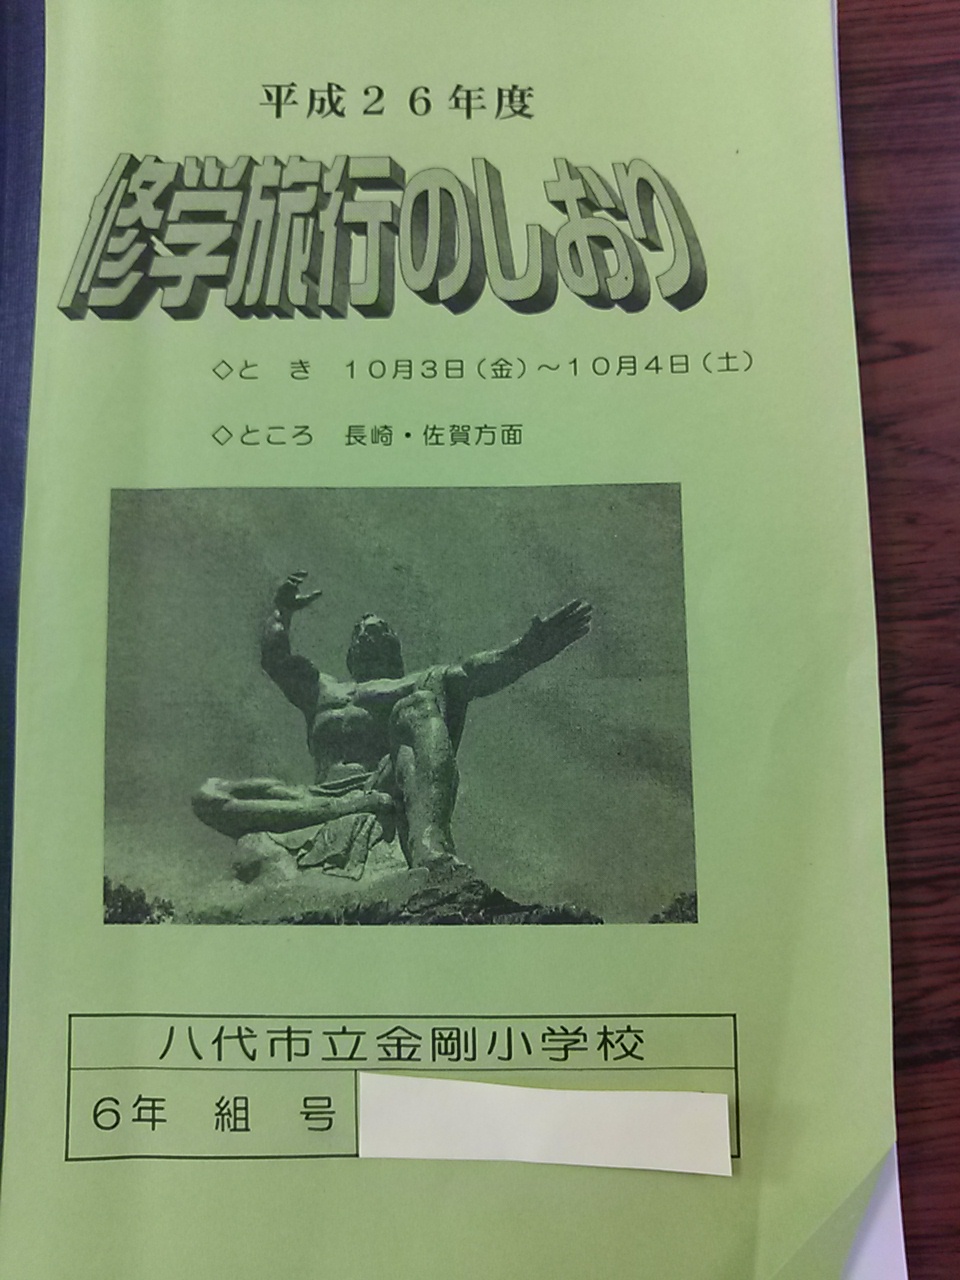 平成２６年度
修学旅行のしおり
◇と　き　１０月３日（金）～１０月４日（土）
◇ところ　長崎・佐賀方面
八代市立金剛小学校
６年　組　号